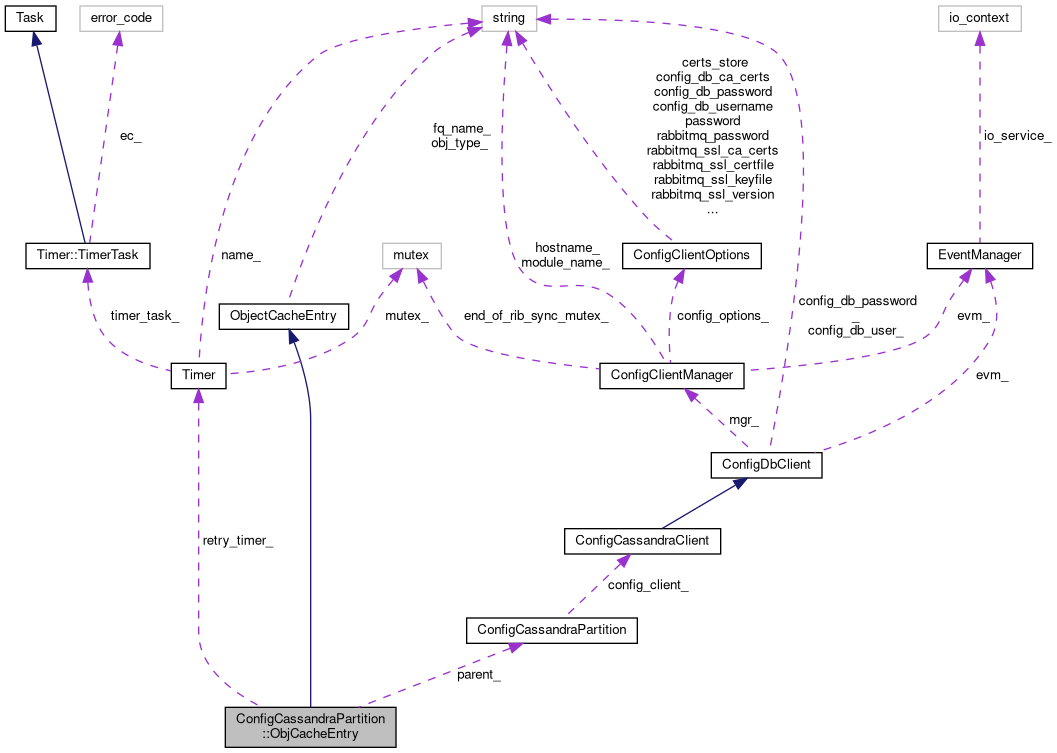 Task
error_code
string
io_context
certs_store
config_db_ca_certs
config_db_password
config_db_username
password
rabbitmq_password
rabbitmq_ssl_ca_certs
rabbitmq_ssl_certfile
rabbitmq_ssl_keyfile
rabbitmq_ssl_version
...
ec_
fq_name_
obj_type_
io_service_
Timer::TimerTask
name_
mutex
hostname_
module_name_
ConfigClientOptions
EventManager
timer_task_
ObjectCacheEntry
mutex_
end_of_rib_sync_mutex_
config_options_
config_db_password
_
config_db_user_
evm_
Timer
ConfigClientManager
evm_
mgr_
ConfigDbClient
retry_timer_
ConfigCassandraClient
config_client_
ConfigCassandraPartition
parent_
ConfigCassandraPartition
::ObjCacheEntry